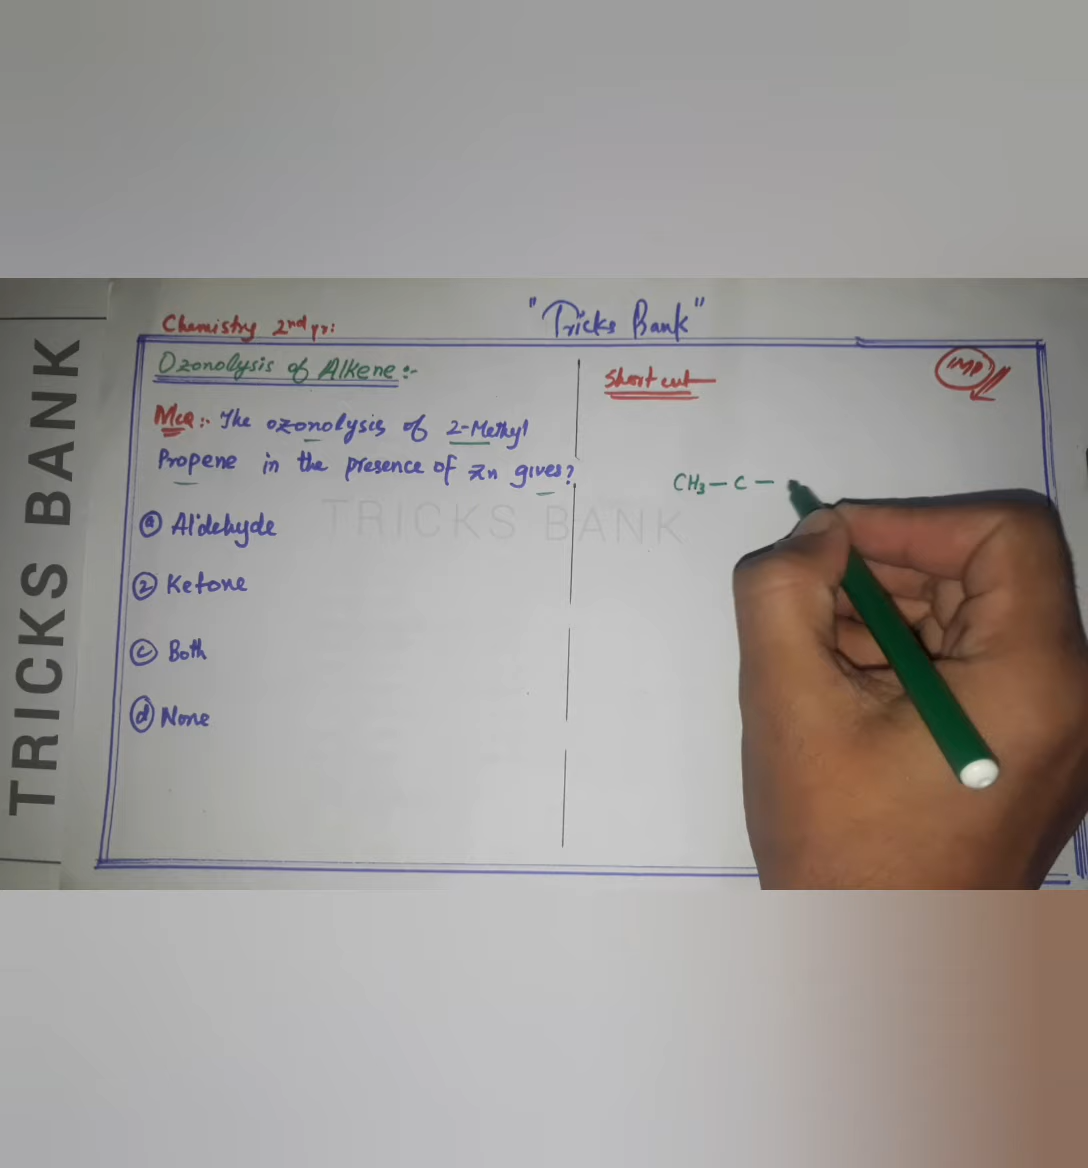 TRICKS BANK
Chemistry 2nd yr:
"Tricks Bank"
Ozonolysis of Alkene:-
Mcq:- The ozonolysis of 2-Methyl
Propene in the presence of Zn gives?
a Aldehyde
2 Ketone
c Both
d None
Short cut
IMP
CH3 - C -
TRICKS BANK